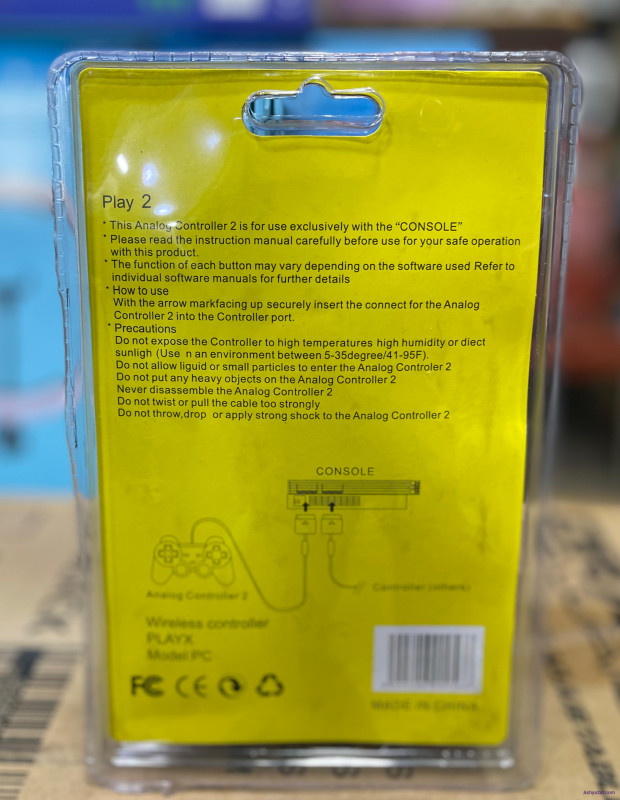 Play 2
* This Analog Controller 2 is for use exclusively with the “CONSOLE”
* Please read the instruction manual carefully before use for your safe operation
with this product.
* The function of each button may vary depending on the software used Refer to
individual software manuals for further details
* How to use
With the arrow markfacing up securely insert the connect for the Analog
Controller 2 into the Controller port.
* Precautions
Do not expose the Controller to high temperatures high humidity or diect
sunligh (Use n an environment between 5-35degree/41-95F).
Do not allow liguid or small particles to enter the Analog Controler 2
Do not put any heavy objects on the Analog Controller 2
Never disassemble the Analog Controller 2
Do not twist or pull the cable too strongly
Do not throw,drop or apply strong shock to the Analog Controller 2
CONSOLE
Analog Controller 2
Controller (others)
Wireless controller
PLAYX
Model PC
FC CE
MADE IN CHINA